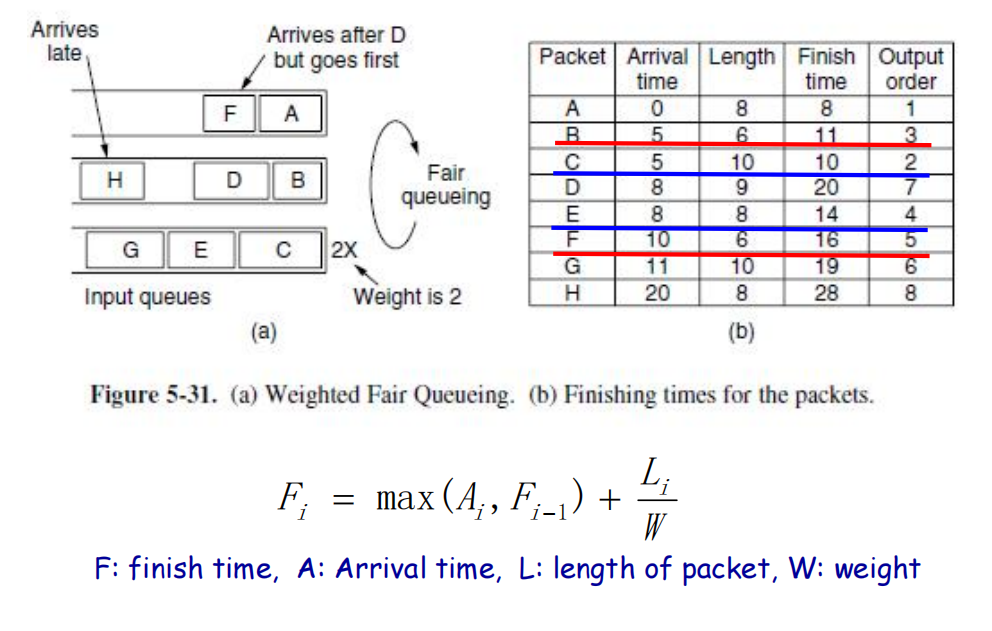 Arrives
late
Arrives after D
but goes first
F A
H D B
G E C 2X
Fair
queueing
Input queues
Weight is 2
(a)
Packet Arrival time Length Finish time Output order
A 0 8 8 1
B 5 6 11 3
C 5 10 10 2
D 8 9 20 7
E 8 8 14 4
F 10 6 16 5
G 11 10 19 6
H 20 8 28 8
(b)
Figure 5-31. (a) Weighted Fair Queueing. (b) Finishing times for the packets.
F_i = max(A_i, F_{i-1}) + L_i / W
F: finish time, A: Arrival time, L: length of packet, W: weight